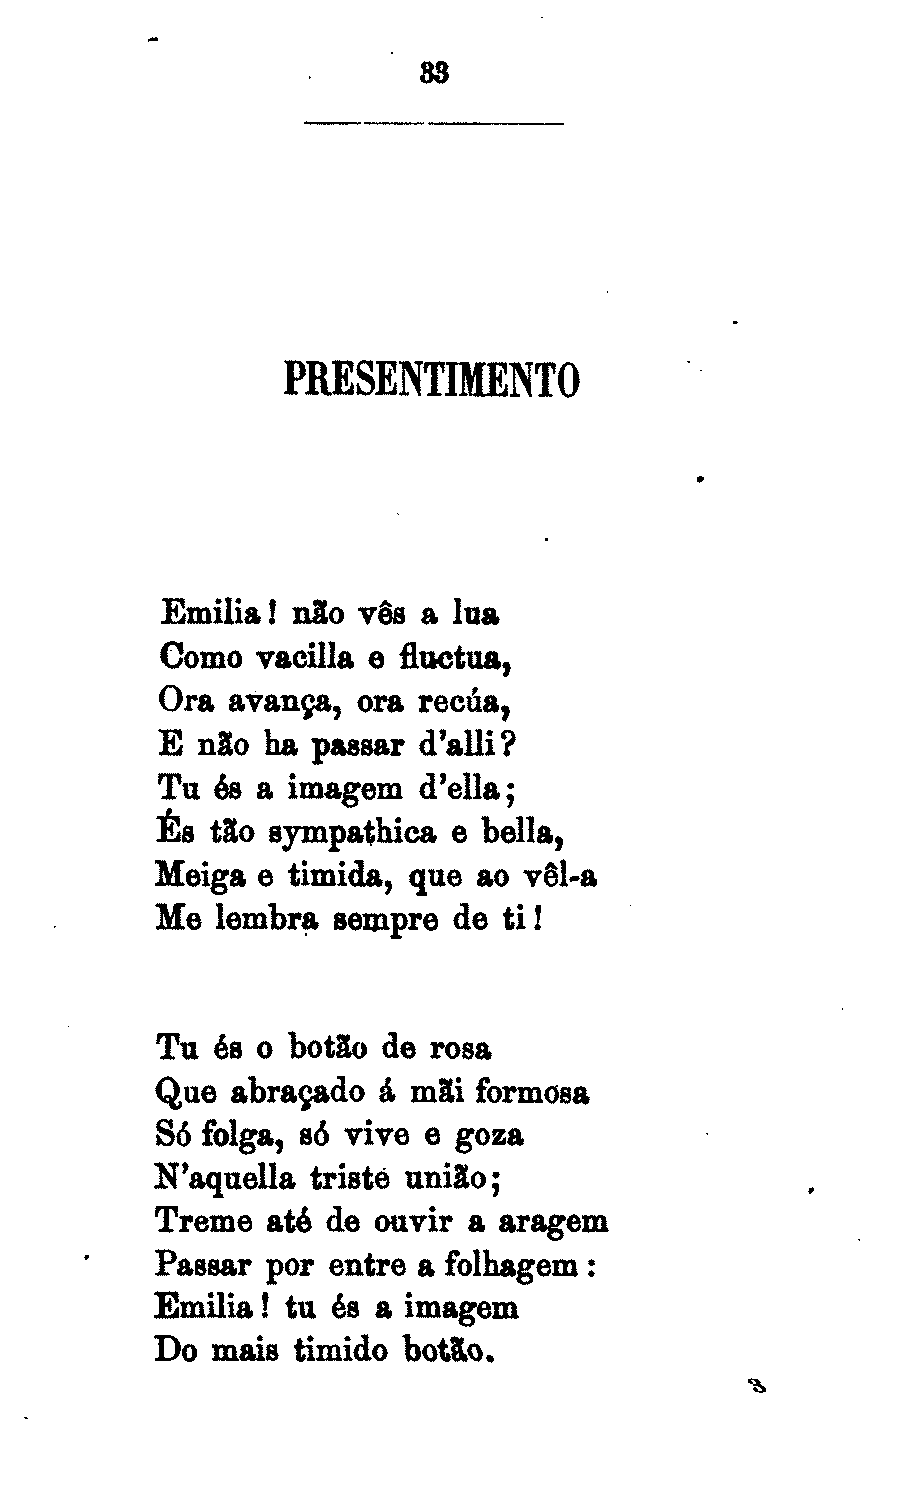 33
PRESENTIMENTO
Emilia! não vês a lua
Como vacilla e fluctua,
Ora avança, ora recúa,
E não ha passar d'alli?
Tu és a imagem d'ella;
És tão sympathica e bella,
Meiga e timida, que ao vêl-a
Me lembra sempre de ti!
Tu és o botão de rosa
Que abraçado á mãi formosa
Só folga, só vive e goza
N'aquella triste união;
Treme até de ouvir a aragem
Passar por entre a folhagem:
Emilia! tu és a imagem
Do mais timido botão.
3